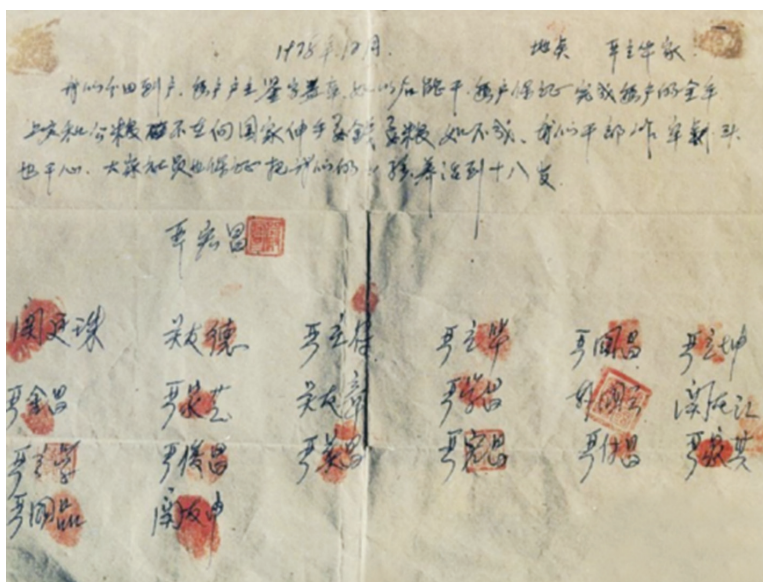 1978年12月. 地点 严立华家
我们分田到户,每户户主签字盖章,如以后能干,每户保证完成每户的全年
上交和公粮,不在向国家伸手要钱要粮,如不成,我们干部作牢刹头
也干心,大家社员也保证把我们的小孩养活到十八岁.
严宏昌
关廷珠 关友德 严立符 严立华 严国昌 严立坤
严金昌 严家芝 关友章 严学昌 韩国云 关友江
严立学 严俊昌 严美昌 严宏昌 严付昌 严家其
严国品 关友申